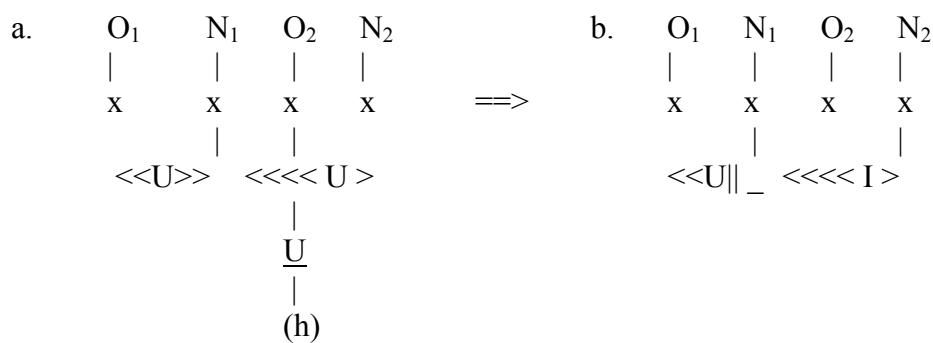 a. O₁ N₁ O₂ N₂ b. O₁ N₁ O₂ N₂
| | | | | | | |
x x x x ==> x x x x
| | | |
<<U>> <<<< U > <<U|| _ <<<< I >
|
U
|
(h)